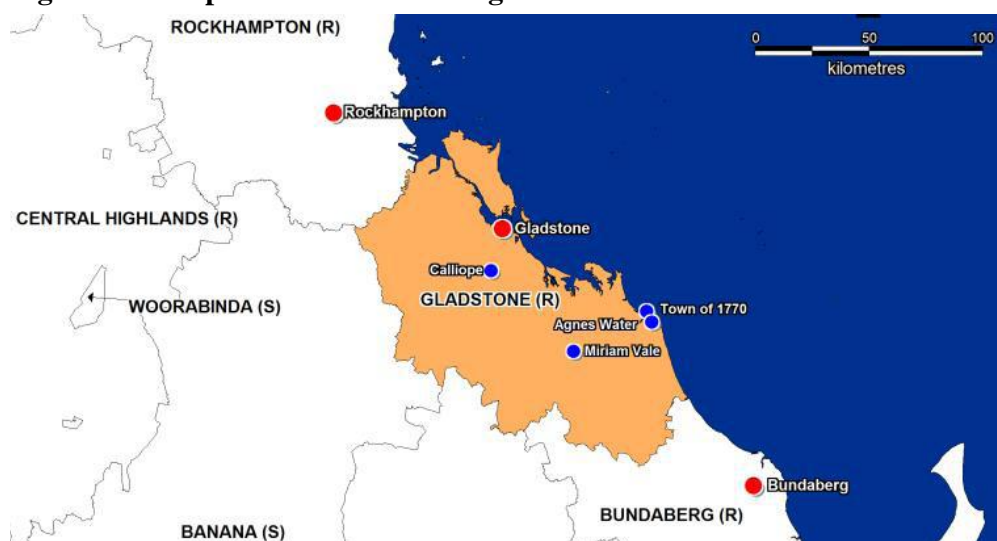 ROCKHAMPTON (R)
0 50 100
kilometres
Rockhampton
CENTRAL HIGHLANDS (R)
Gladstone
Calliope
GLADSTONE (R)
WOORABINDA (S)
Town of 1770
Agnes Water
Miriam Vale
Bundaberg
BUNDABERG (R)
BANANA (S)